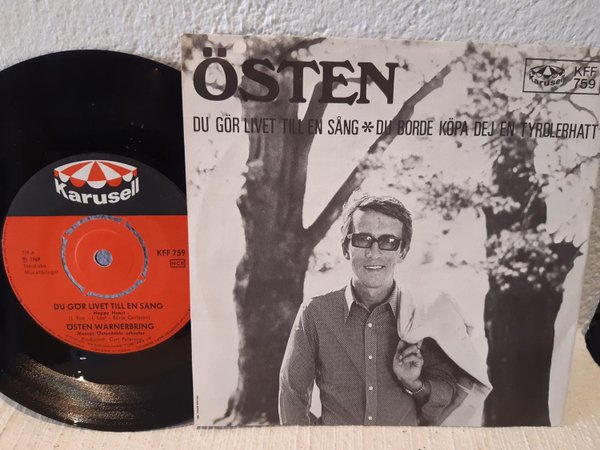 Karusell
KFF 759
NCB
DU GÖR LIVET TILL EN SÅNG
- Happy Heart -
ÖSTEN WARNERBRING
ÖSTEN
DU GÖR LIVET TILL EN SÅNG * DU BORDE KÖPA DEJ EN TYROLERHATT
Karusell
KFF
759